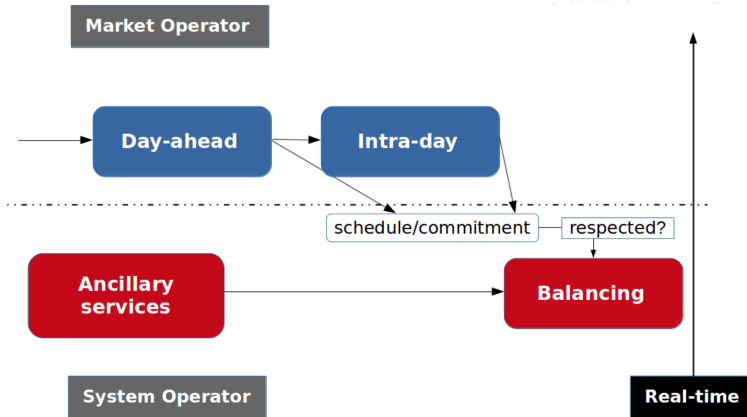 Market Operator
Day-ahead
Intra-day
schedule/commitment
respected?
Ancillary
services
Balancing
System Operator
Real-time